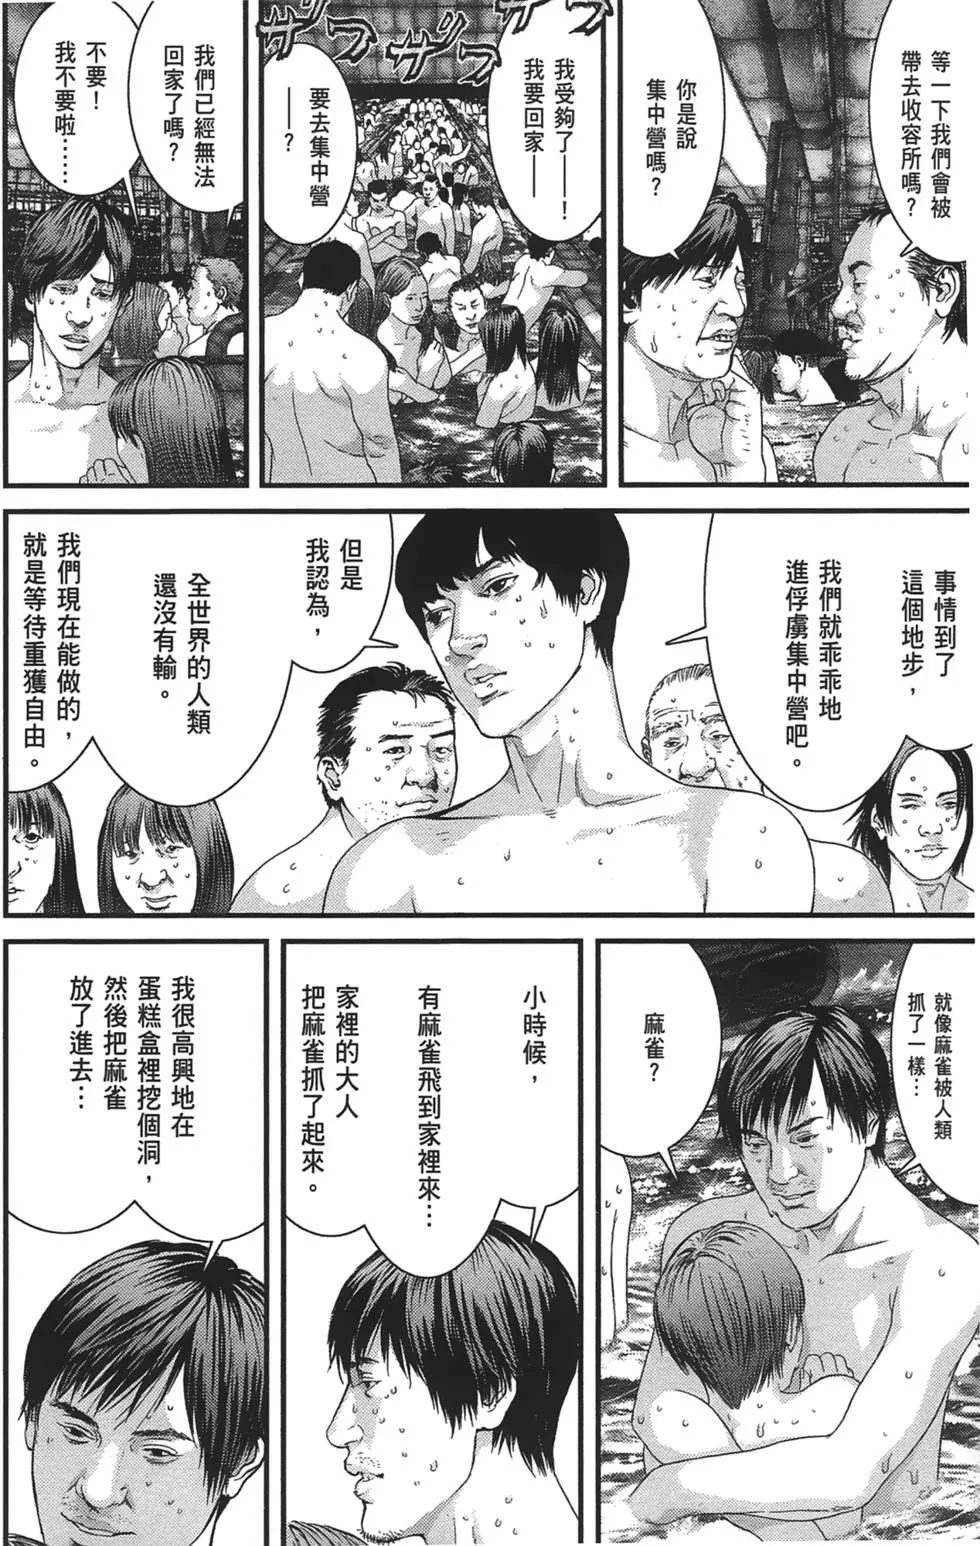 等一下我們會被
帶去收容所嗎？
你是說
集中營嗎？
ザワ
ザワ
我受夠了——！
我要回家——
要去集中營
——？
我們已經無法
回家了嗎？
不要！
我不要啦……
事情到了
這個地步，
我們就乖乖地
進俘虜集中營吧。
但是
我認為，
全世界的人類
還沒有輸。
我們現在能做的，
就是等待重獲自由。
就像麻雀被人類
抓了一樣…
麻雀？
小時候，
有麻雀飛到家裡來…
家裡的大人
把麻雀抓了起來。
我很高興地在
蛋糕盒裡挖個洞，
然後把麻雀
放了進去…